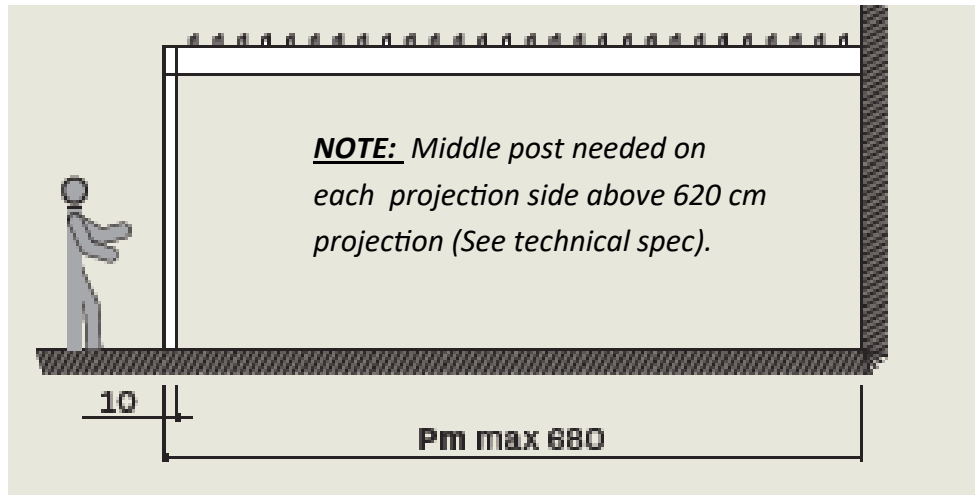 NOTE: Middle post needed on
each projection side above 620 cm
projection (See technical spec).
10
Pm max 680